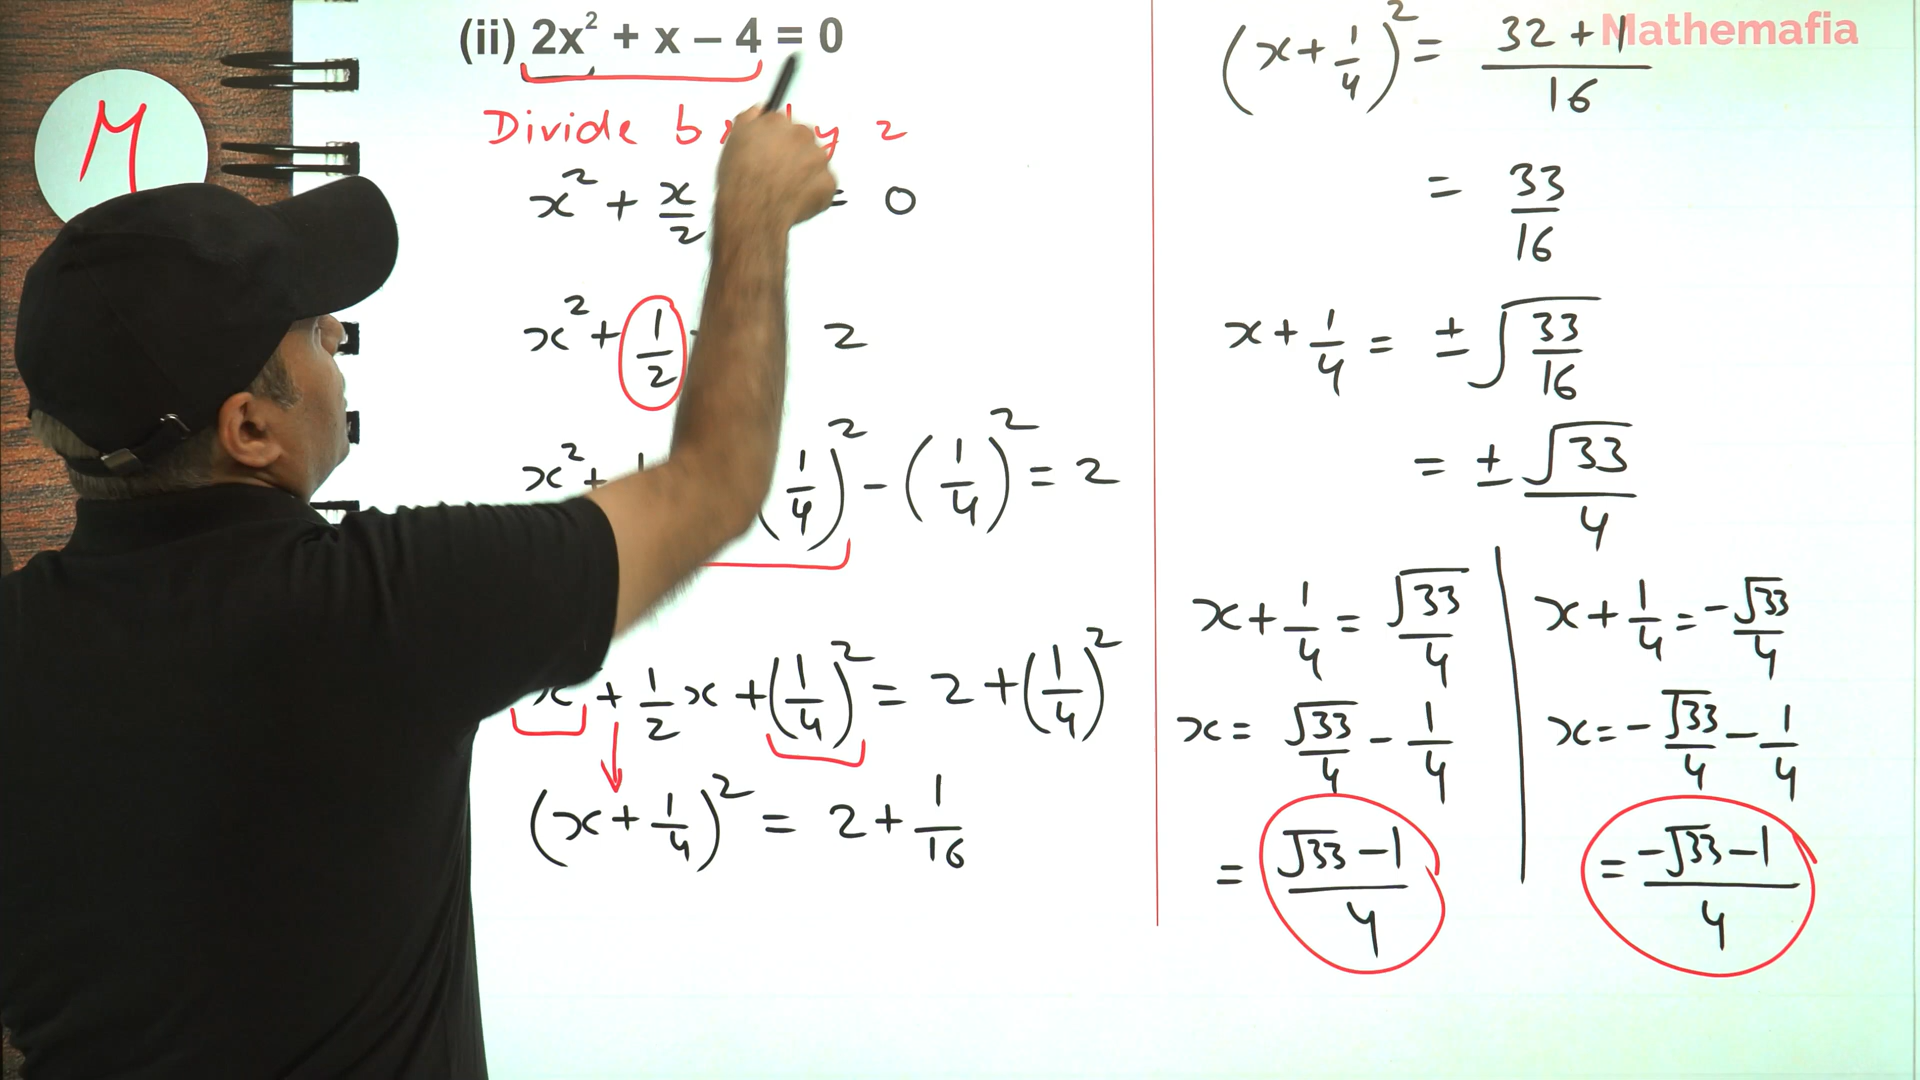 M
(ii) 2x² + x – 4 = 0
Divide by 2
x² + x/2 = 0
x² + 1/2 2
x² + (1/4)² - (1/4)² = 2
x + 1/2 x + (1/4)² = 2 + (1/4)²
(x + 1/4)² = 2 + 1/16
Mathemafia
(x + 1/4)² = 32 + 1/16
= 33/16
x + 1/4 = ± √33/16
= ± √33/4
x + 1/4 = √33/4
x = √33/4 - 1/4
= √33 - 1/4
x + 1/4 = - √33/4
x = - √33/4 - 1/4
= -√33 - 1/4